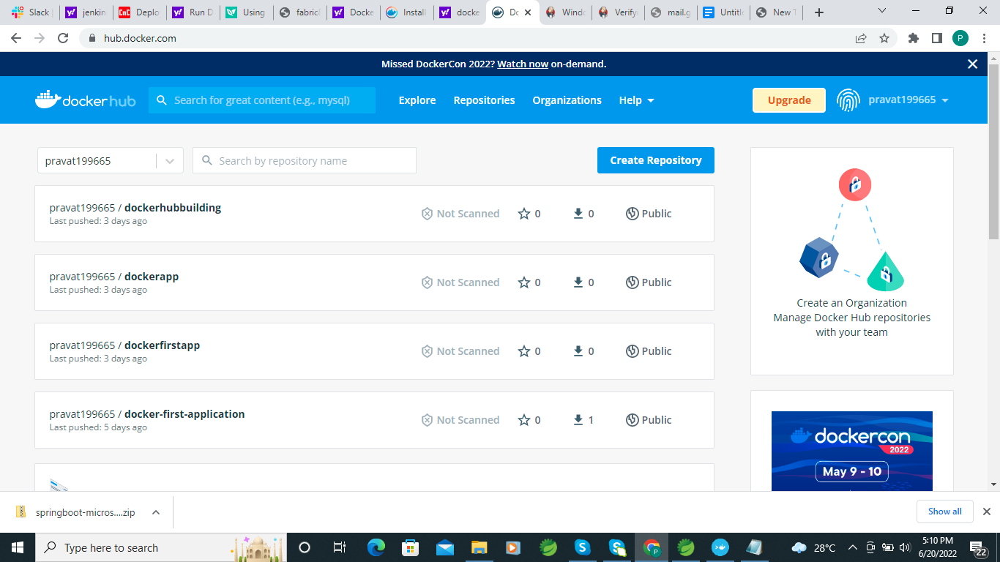 Slack
jenkin
CnC Deplo
Run D
Using
fabric8
Docke
Install
docke
Do
Windo
Verify
mail.g
Untitle
New T
hub.docker.com
P
Missed DockerCon 2022? Watch now on-demand.
dockerhub
Search for great content (e.g., mysql)
Explore
Repositories
Organizations
Help
Upgrade
pravat199665
pravat199665
Search by repository name
Create Repository
pravat199665 / dockerhubbuilding
Last pushed: 3 days ago
Not Scanned
0
0
Public
pravat199665 / dockerapp
Last pushed: 3 days ago
Not Scanned
0
0
Public
pravat199665 / dockerfirstapp
Last pushed: 3 days ago
Not Scanned
0
0
Public
pravat199665 / docker-first-application
Last pushed: 5 days ago
Not Scanned
0
1
Public
Create an Organization
Manage Docker Hub repositories
with your team
dockercon
2022
May 9 - 10
springboot-micros....zip
Show all
Type here to search
28°C
5:10 PM
6/20/2022
22